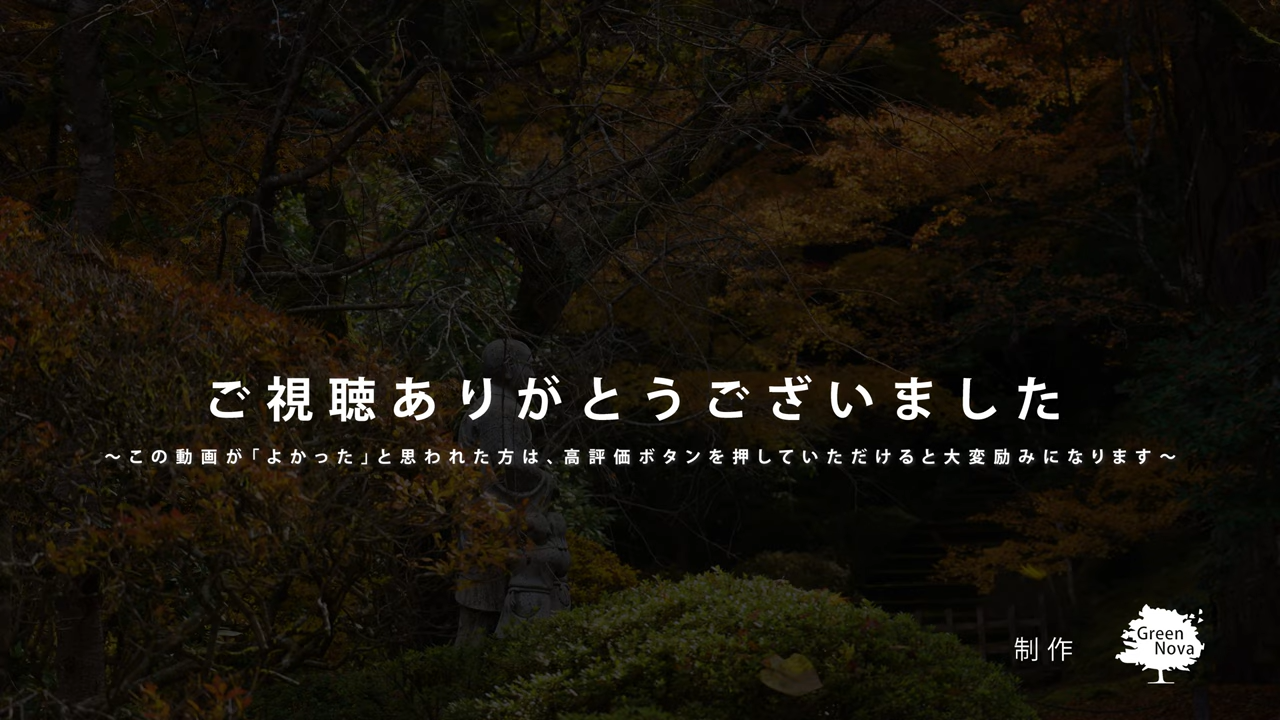 ご視聴ありがとうございました
～この動画が「よかった」と思われた方は、高評価ボタンを押していただけると大変励みになります～
制作
Green
Nova